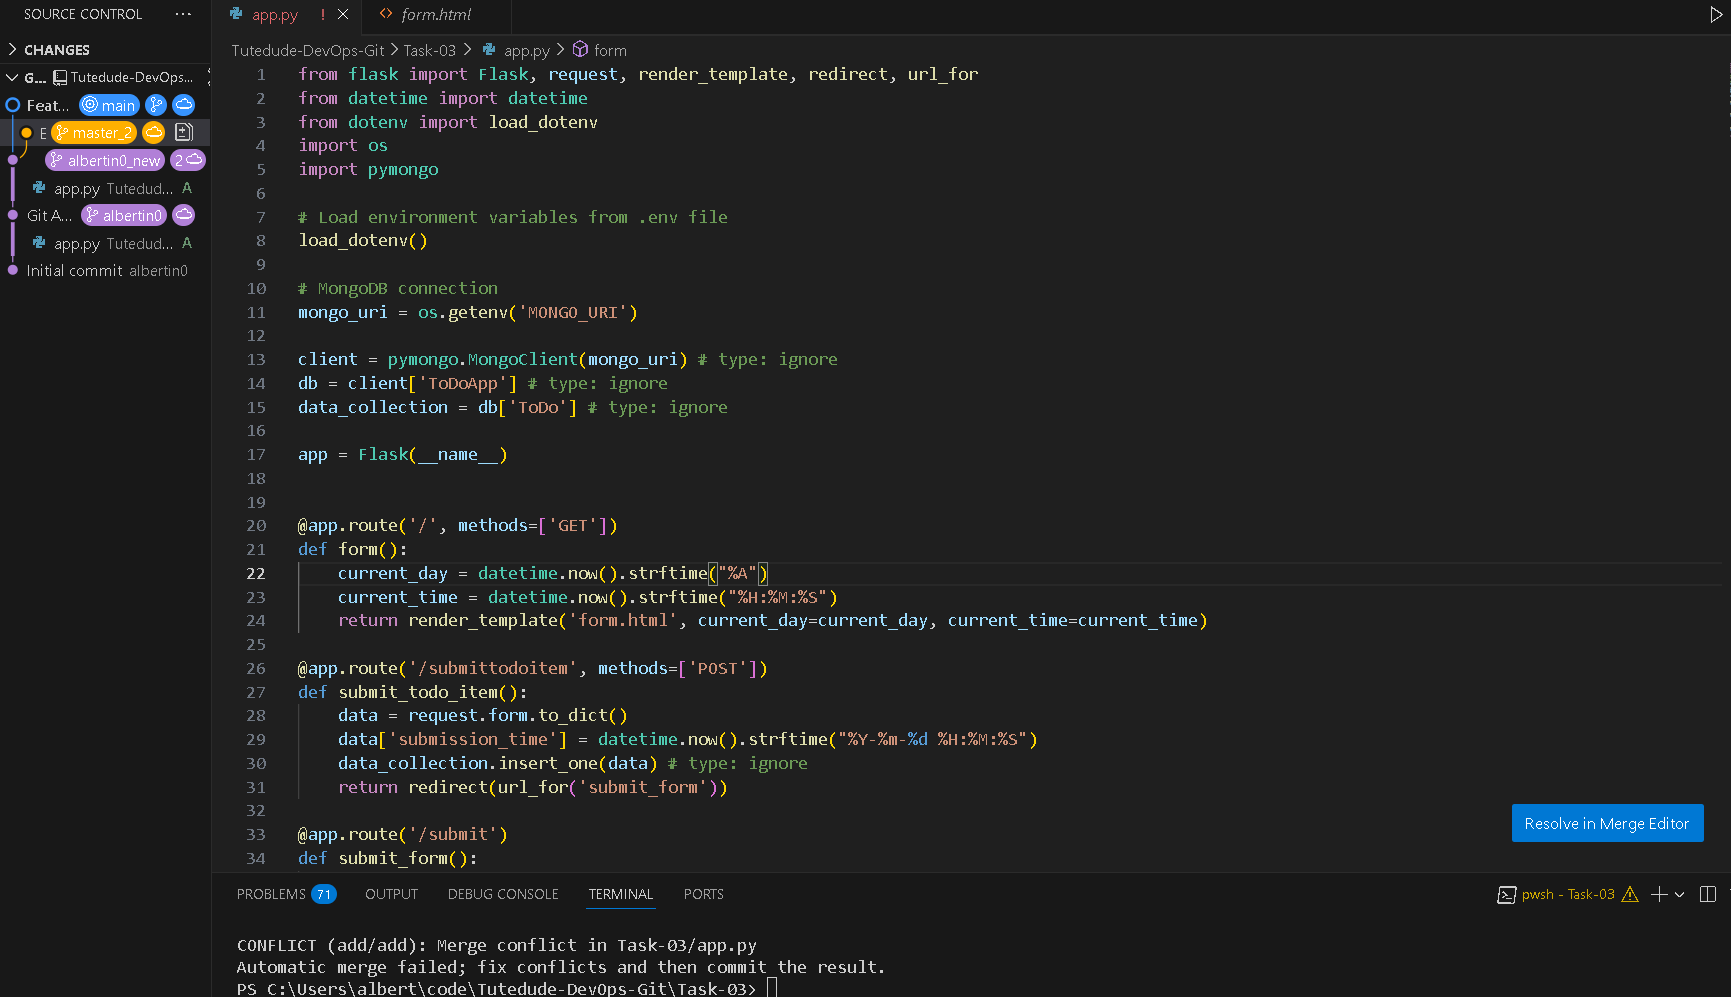 SOURCE CONTROL ...
CHANGES
G... Tutedude-DevOps...
Feat... main
E master_2
albertin0_new 2
app.py Tutedud... A
Git A... albertin0
app.py Tutedud... A
Initial commit albertin0
app.py ! form.html
Tutedude-DevOps-Git > Task-03 > app.py > form
1 from flask import Flask, request, render_template, redirect, url_for
2 from datetime import datetime
3 from dotenv import load_dotenv
4 import os
5 import pymongo
6
7 # Load environment variables from .env file
8 load_dotenv()
9
10 # MongoDB connection
11 mongo_uri = os.getenv('MONGO_URI')
12
13 client = pymongo.MongoClient(mongo_uri) # type: ignore
14 db = client['ToDoApp'] # type: ignore
15 data_collection = db['ToDo'] # type: ignore
16
17 app = Flask(__name__)
18
19
20 @app.route('/', methods=['GET'])
21 def form():
22     current_day = datetime.now().strftime("%A")
23     current_time = datetime.now().strftime("%H:%M:%S")
24     return render_template('form.html', current_day=current_day, current_time=current_time)
25
26 @app.route('/submittodoitem', methods=['POST'])
27 def submit_todo_item():
28     data = request.form.to_dict()
29     data['submission_time'] = datetime.now().strftime("%Y-%m-%d %H:%M:%S")
30     data_collection.insert_one(data) # type: ignore
31     return redirect(url_for('submit_form'))
32
33 @app.route('/submit')
34 def submit_form():
Resolve in Merge Editor
PROBLEMS 71 OUTPUT DEBUG CONSOLE TERMINAL PORTS
pwsh - Task-03
CONFLICT (add/add): Merge conflict in Task-03/app.py
Automatic merge failed; fix conflicts and then commit the result.
PS C:\Users\albert\code\Tutedude-DevOps-Git\Task-03>